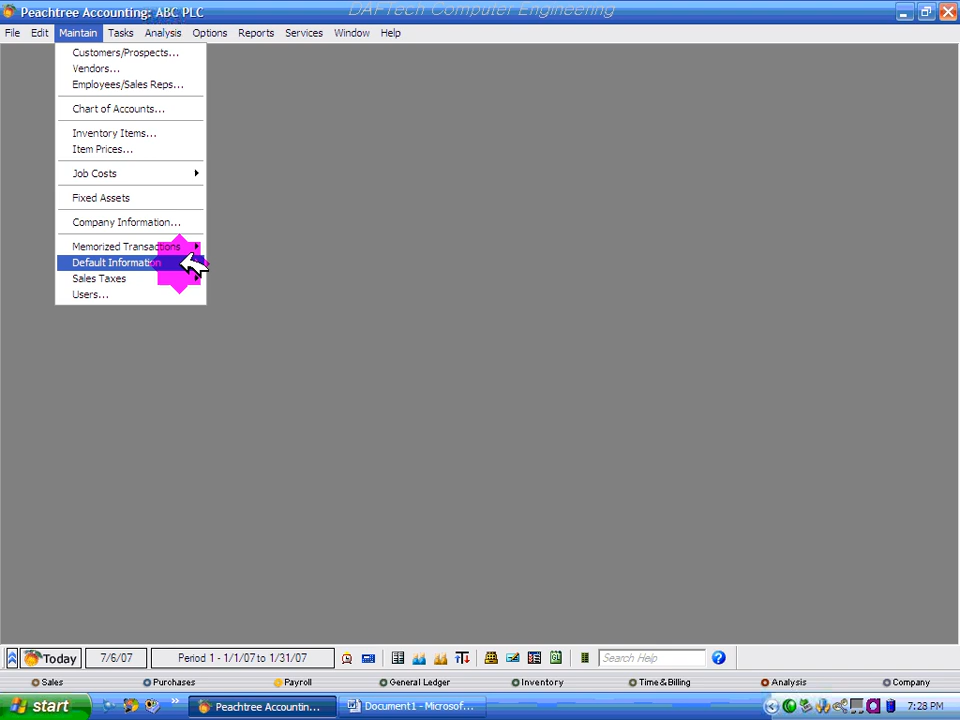 DAFTech Computer Engineering
Peachtree Accounting: ABC PLC
File Edit Maintain Tasks Analysis Options Reports Services Window Help
Customers/Prospects...
Vendors...
Employees/Sales Reps...
Chart of Accounts...
Inventory Items...
Item Prices...
Job Costs
Fixed Assets
Company Information...
Memorized Transactions
Default Information
Sales Taxes
Users...
Today 7/6/07 Period 1 - 1/1/07 to 1/31/07 Search Help
Sales Purchases Payroll General Ledger Inventory Time & Billing Analysis Company
start Peachtree Accountin... Document1 - Microsof... 7:28 PM